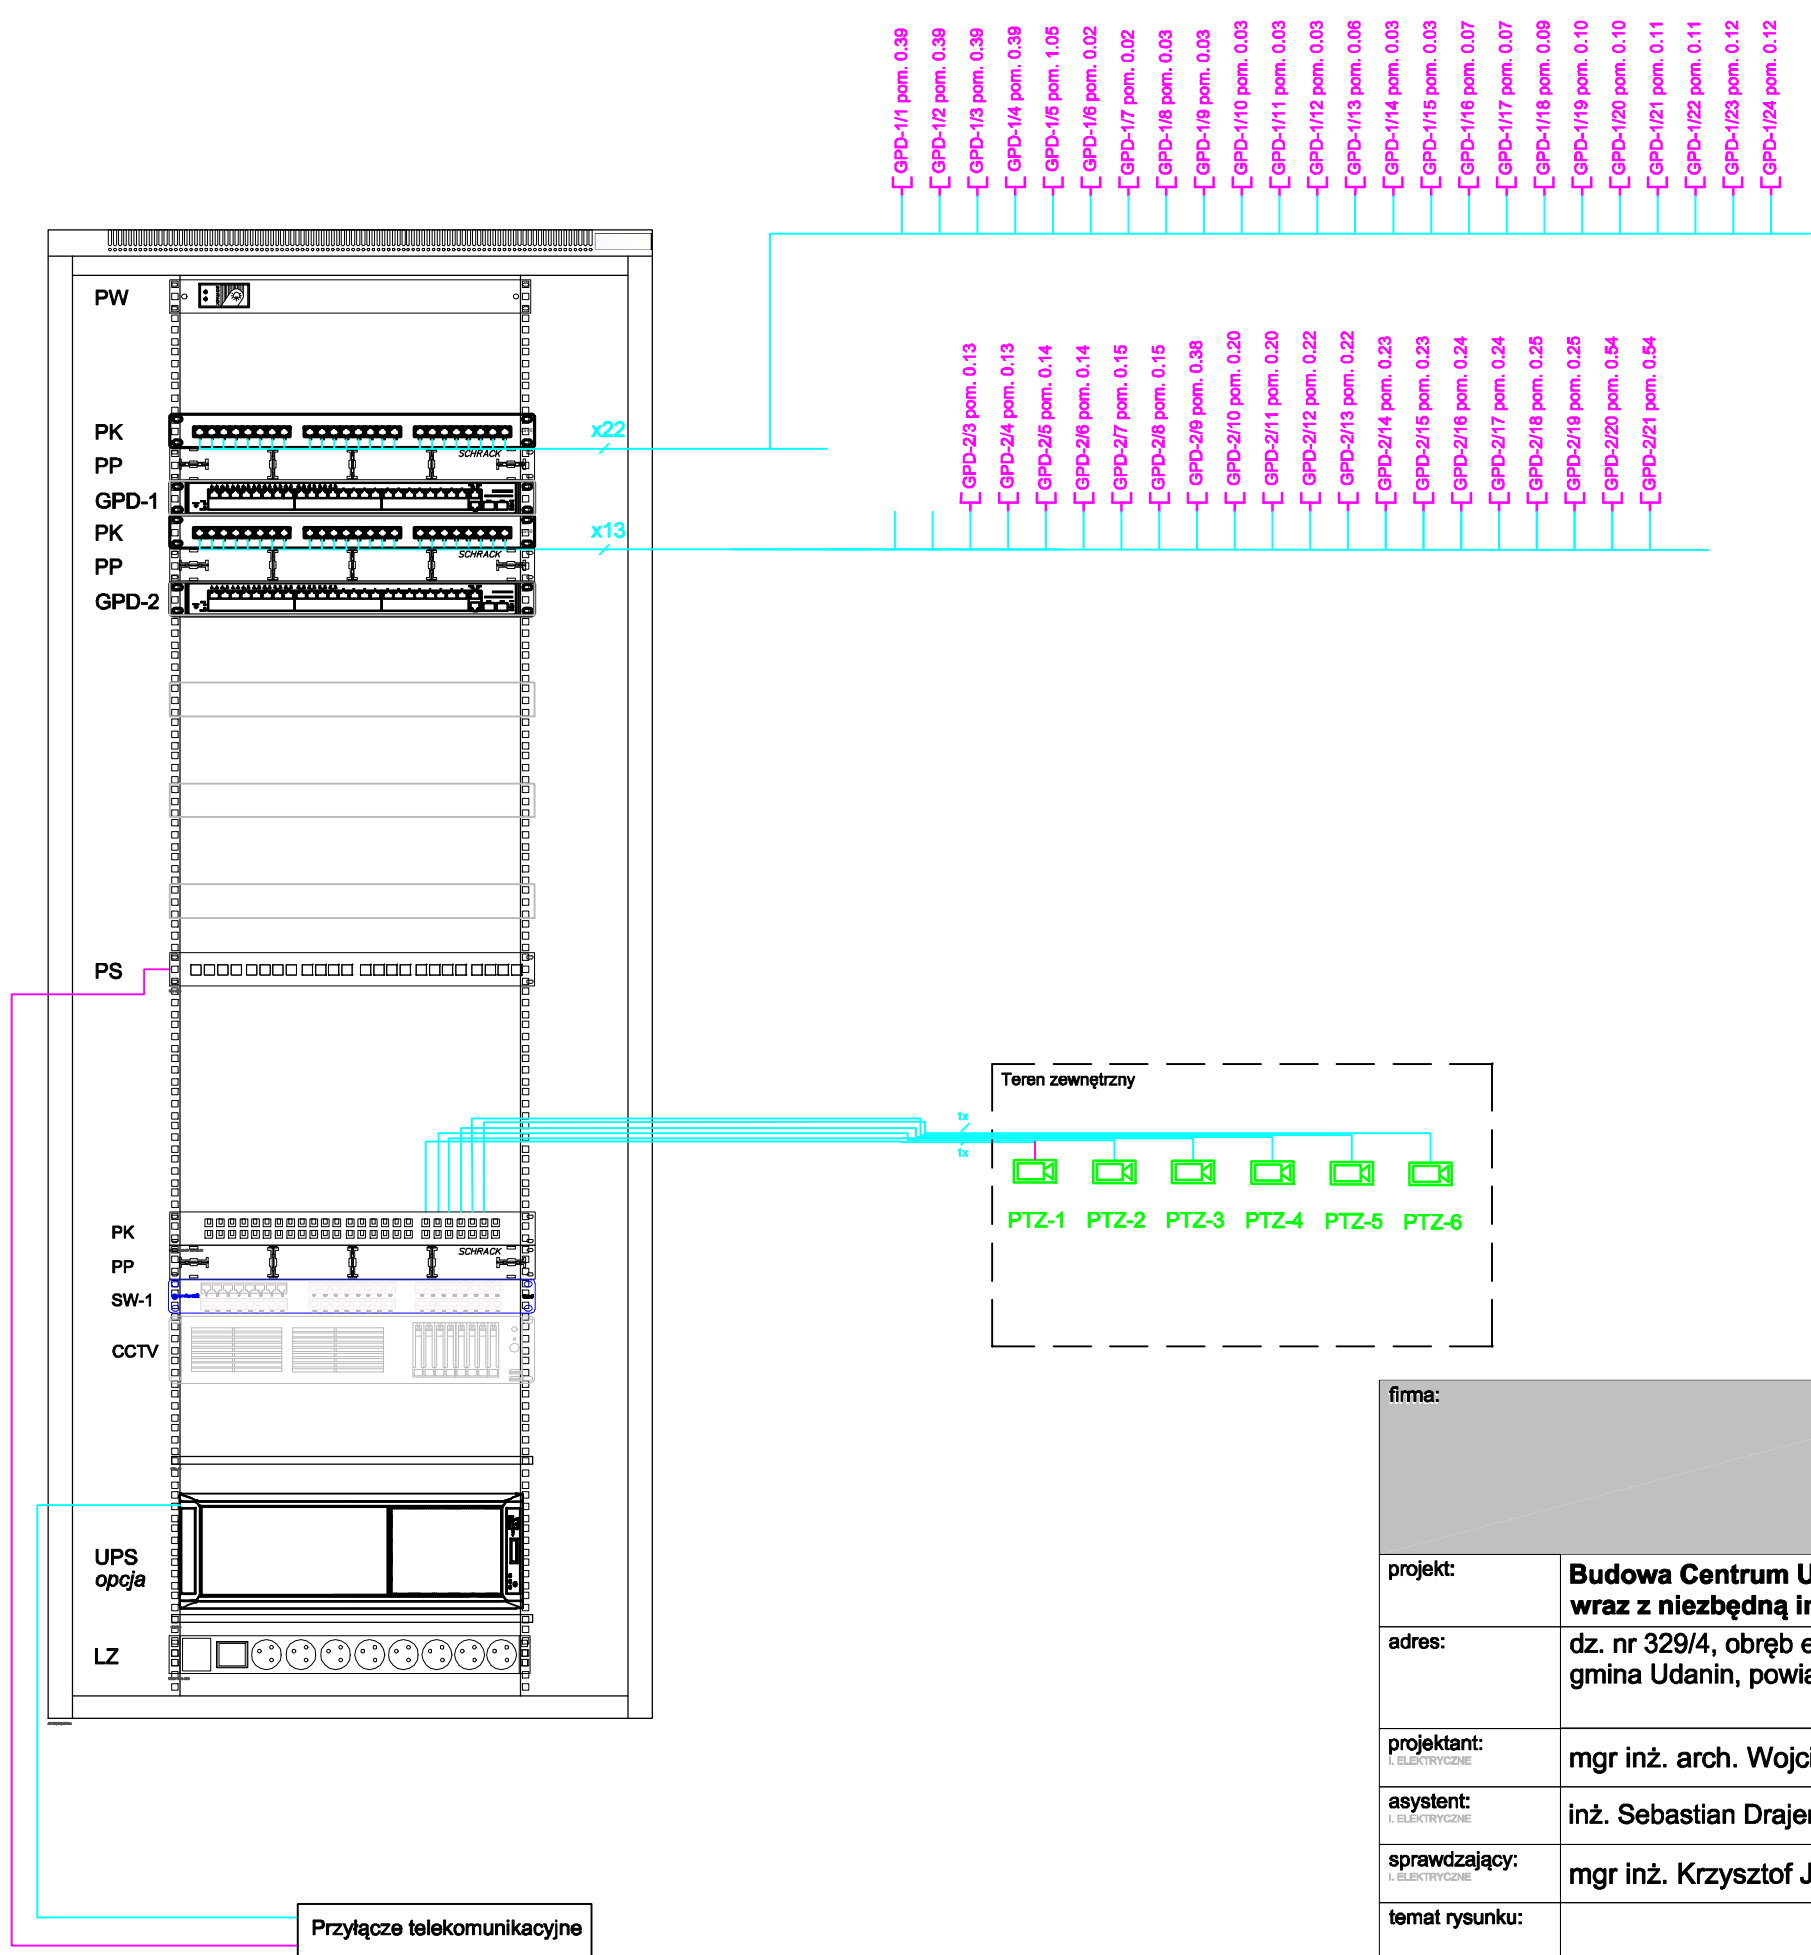 GPD-1/1 pom. 0.39
GPD-1/2 pom. 0.39
GPD-1/3 pom. 0.39
GPD-1/4 pom. 0.39
GPD-1/5 pom. 1.05
GPD-1/6 pom. 0.02
GPD-1/7 pom. 0.02
GPD-1/8 pom. 0.03
GPD-1/9 pom. 0.03
GPD-1/10 pom. 0.03
GPD-1/11 pom. 0.03
GPD-1/12 pom. 0.03
GPD-1/13 pom. 0.06
GPD-1/14 pom. 0.03
GPD-1/15 pom. 0.03
GPD-1/16 pom. 0.07
GPD-1/17 pom. 0.07
GPD-1/18 pom. 0.09
GPD-1/19 pom. 0.10
GPD-1/20 pom. 0.10
GPD-1/21 pom. 0.11
GPD-1/22 pom. 0.11
GPD-1/23 pom. 0.12
GPD-1/24 pom. 0.12
PW
PK
x22
PP
SCHRACK
GPD-1
PK
x13
PP
SCHRACK
GPD-2
GPD-2/3 pom. 0.13
GPD-2/4 pom. 0.13
GPD-2/5 pom. 0.14
GPD-2/6 pom. 0.14
GPD-2/7 pom. 0.15
GPD-2/8 pom. 0.15
GPD-2/9 pom. 0.38
GPD-2/10 pom. 0.20
GPD-2/11 pom. 0.20
GPD-2/12 pom. 0.22
GPD-2/13 pom. 0.22
GPD-2/14 pom. 0.23
GPD-2/15 pom. 0.23
GPD-2/16 pom. 0.24
GPD-2/17 pom. 0.24
GPD-2/18 pom. 0.25
GPD-2/19 pom. 0.25
GPD-2/20 pom. 0.54
GPD-2/21 pom. 0.54
PS
Teren zewnętrzny
1x
1x
PTZ-1 PTZ-2 PTZ-3 PTZ-4 PTZ-5 PTZ-6
PK
PP
SCHRACK
SW-1
CCTV
UPS
opcja
LZ
Przyłącze telekomunikacyjne
firma:
projekt:
Budowa Centrum U
wraz z niezbędną i
adres:
dz. nr 329/4, obręb e
gmina Udanin, powia
projektant:
I. ELEKTRYCZNE
mgr inż. arch. Wojci
asystent:
I. ELEKTRYCZNE
inż. Sebastian Drajer
sprawdzający:
I. ELEKTRYCZNE
mgr inż. Krzysztof J
temat rysunku: